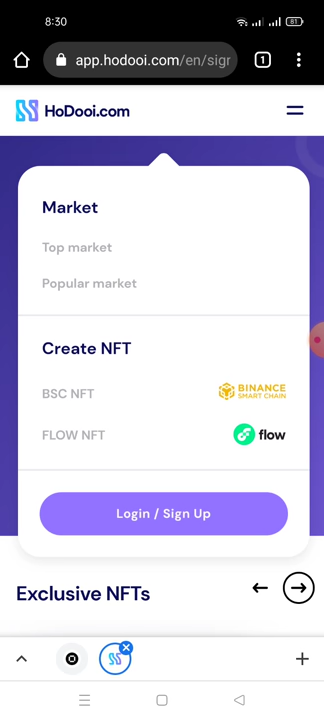 8:30
81
app.hodooi.com/en/sigr
1
HoDooi.com
Market
Top market
Popular market
Create NFT
BSC NFT
BINANCE
SMART CHAIN
FLOW NFT
flow
Login / Sign Up
Exclusive NFTs